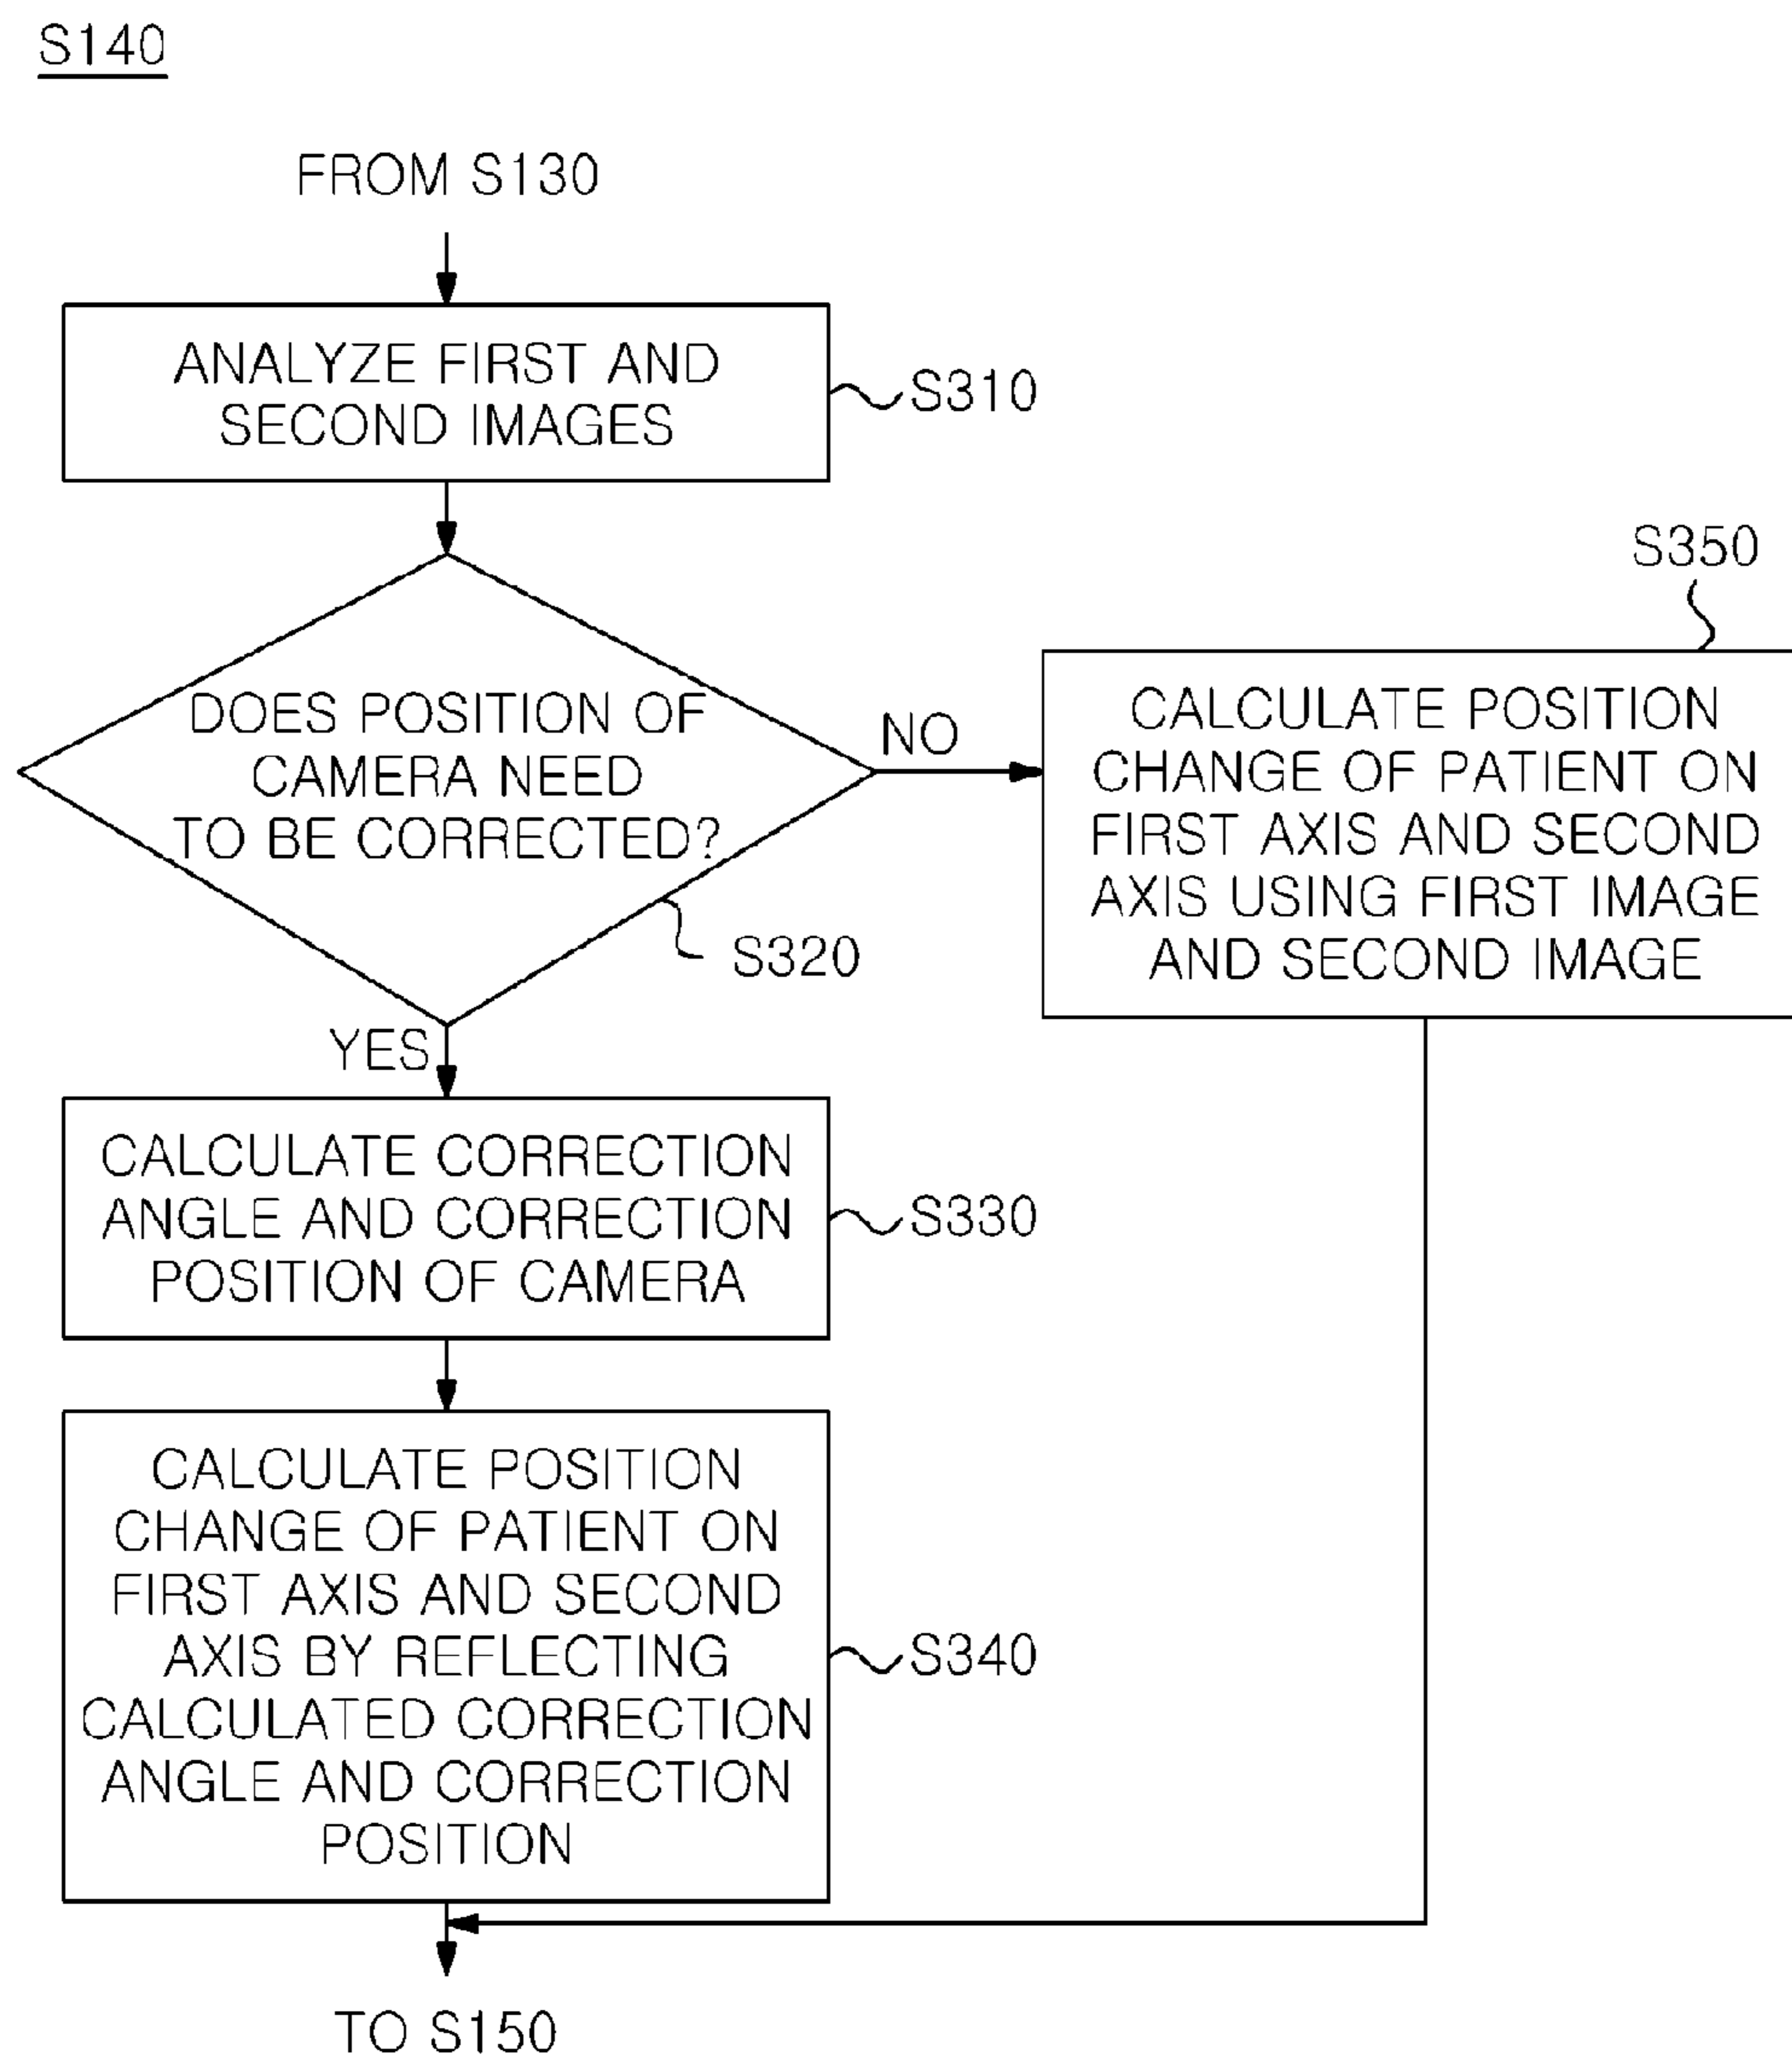 S140
FROM S130
ANALYZE FIRST AND
SECOND IMAGES
S310
DOES POSITION OF
CAMERA NEED
TO BE CORRECTED?
S320
NO
S350
CALCULATE POSITION
CHANGE OF PATIENT ON
FIRST AXIS AND SECOND
AXIS USING FIRST IMAGE
AND SECOND IMAGE
YES
CALCULATE CORRECTION
ANGLE AND CORRECTION
POSITION OF CAMERA
S330
CALCULATE POSITION
CHANGE OF PATIENT ON
FIRST AXIS AND SECOND
AXIS BY REFLECTING
CALCULATED CORRECTION
ANGLE AND CORRECTION
POSITION
S340
TO S150